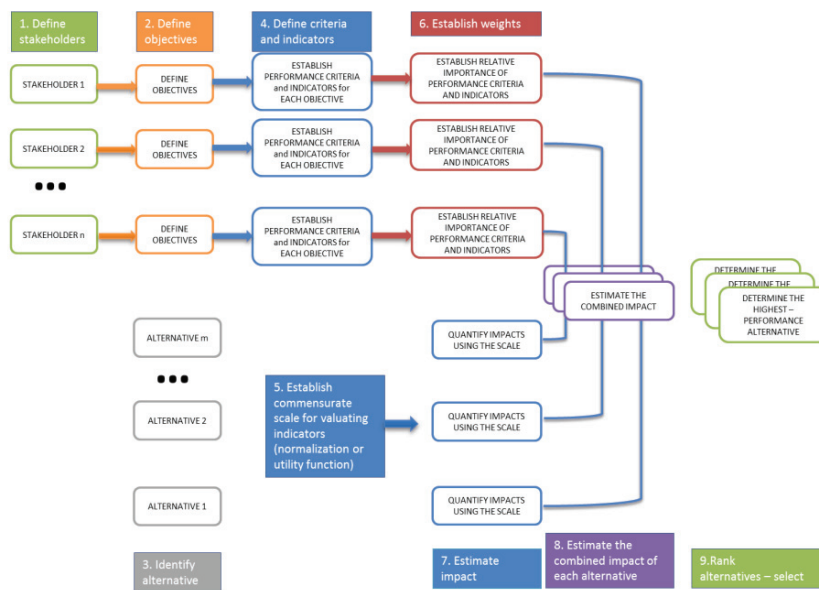 1. Define
stakeholders
2. Define
objectives
4. Define criteria
and indicators
6. Establish weights
STAKEHOLDER 1
DEFINE
OBJECTIVES
ESTABLISH
PERFORMANCE CRITERIA
and INDICATORS for
EACH OBJECTIVE
ESTABLISH RELATIVE
IMPORTANCE OF
PERFORMANCE CRITERIA
AND INDICATORS
STAKEHOLDER 2
DEFINE
OBJECTIVES
ESTABLISH
PERFORMANCE CRITERIA
and INDICATORS for
EACH OBJECTIVE
ESTABLISH RELATIVE
IMPORTANCE OF
PERFORMANCE CRITERIA
AND INDICATORS
...
STAKEHOLDER n
DEFINE
OBJECTIVES
ESTABLISH
PERFORMANCE CRITERIA
and INDICATORS for
EACH OBJECTIVE
ESTABLISH RELATIVE
IMPORTANCE OF
PERFORMANCE CRITERIA
AND INDICATORS
ESTIMATE THE
COMBINED IMPACT
DETERMINE THE
DETERMINE THE
DETERMINE THE
HIGHEST –
PERFORMANCE
ALTERNATIVE
ALTERNATIVE m
QUANTIFY IMPACTS
USING THE SCALE
...
5. Establish
commensurate
scale for valuating
indicators
(normalization or
utility function)
ALTERNATIVE 2
QUANTIFY IMPACTS
USING THE SCALE
ALTERNATIVE 1
QUANTIFY IMPACTS
USING THE SCALE
3. Identify
alternative
7. Estimate
impact
8. Estimate the
combined impact of
each alternative
9.Rank
alternatives – select